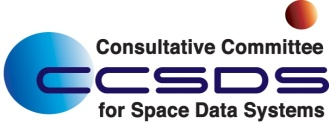 Consultative Committee
CCSDS
for Space Data Systems